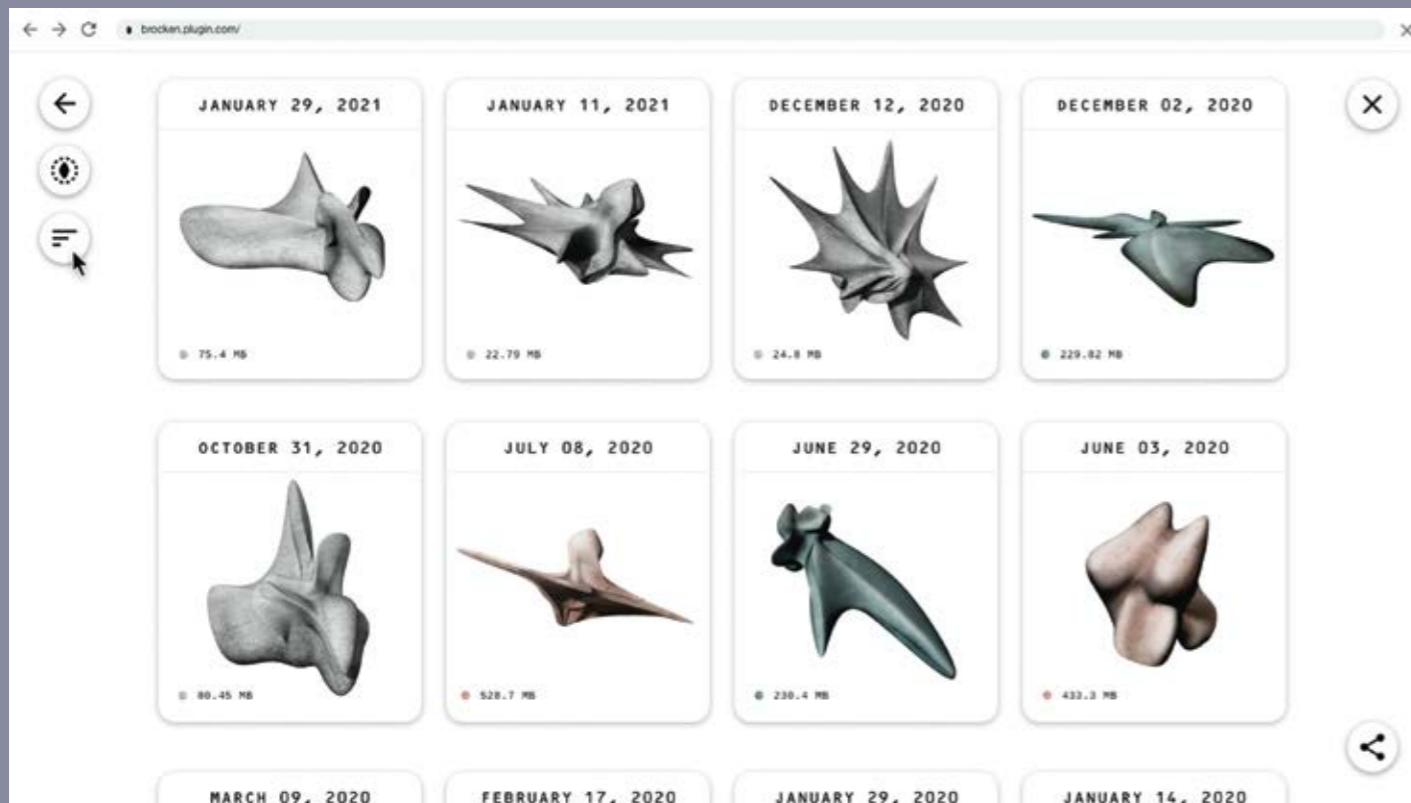 brocken.plugin.com/
JANUARY 29, 2021
JANUARY 11, 2021
DECEMBER 12, 2020
DECEMBER 02, 2020
75.4 MB
22.79 MB
24.8 MB
229.82 MB
OCTOBER 31, 2020
JULY 08, 2020
JUNE 29, 2020
JUNE 03, 2020
80.45 MB
528.7 MB
230.4 MB
433.3 MB
MARCH 09, 2020
FEBRUARY 17, 2020
JANUARY 29, 2020
JANUARY 14, 2020